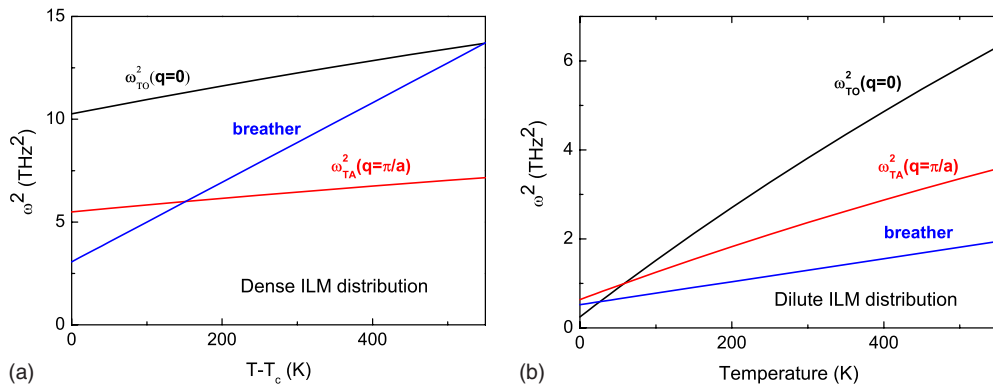 15
10
5
0
ω² (THz²)
ω²_TO(q=0)
breather
ω²_TA(q=π/a)
Dense ILM distribution
0 200 400
T-T_c (K)
(a)
6
4
2
0
ω² (THz²)
ω²_TO(q=0)
ω²_TA(q=π/a)
breather
Dilute ILM distribution
0 200 400
Temperature (K)
(b)